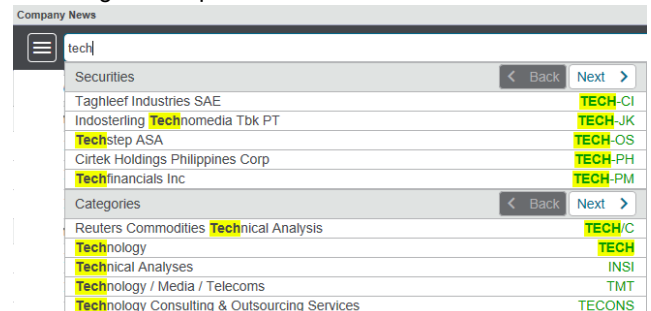 Company News
tech
Securities Back Next
Taghleef Industries SAE TECH-CI
Indosterling Technomedia Tbk PT TECH-JK
Techstep ASA TECH-OS
Cirtek Holdings Philippines Corp TECH-PH
Techfinancials Inc TECH-PM
Categories Back Next
Reuters Commodities Technical Analysis TECH/C
Technology TECH
Technical Analyses INSI
Technology / Media / Telecoms TMT
Technology Consulting & Outsourcing Services TECONS